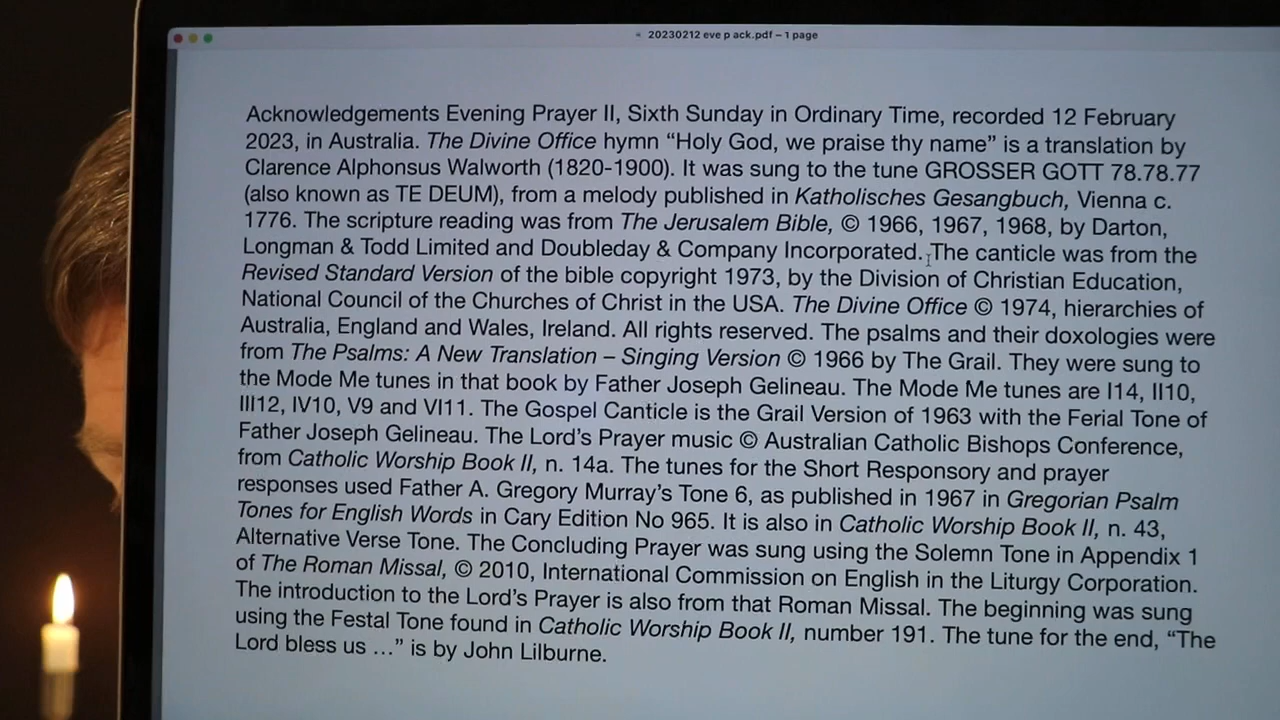 20230212 eve p ack.pdf – 1 page
Acknowledgements Evening Prayer II, Sixth Sunday in Ordinary Time, recorded 12 February
2023, in Australia. The Divine Office hymn “Holy God, we praise thy name” is a translation by
Clarence Alphonsus Walworth (1820-1900). It was sung to the tune GROSSER GOTT 78.78.77
(also known as TE DEUM), from a melody published in Katholisches Gesangbuch, Vienna c.
1776. The scripture reading was from The Jerusalem Bible, © 1966, 1967, 1968, by Darton,
Longman & Todd Limited and Doubleday & Company Incorporated. The canticle was from the
Revised Standard Version of the bible copyright 1973, by the Division of Christian Education,
National Council of the Churches of Christ in the USA. The Divine Office © 1974, hierarchies of
Australia, England and Wales, Ireland. All rights reserved. The psalms and their doxologies were
from The Psalms: A New Translation – Singing Version © 1966 by The Grail. They were sung to
the Mode Me tunes in that book by Father Joseph Gelineau. The Mode Me tunes are I14, II10,
III12, IV10, V9 and VI11. The Gospel Canticle is the Grail Version of 1963 with the Ferial Tone of
Father Joseph Gelineau. The Lord’s Prayer music © Australian Catholic Bishops Conference,
from Catholic Worship Book II, n. 14a. The tunes for the Short Responsory and prayer
responses used Father A. Gregory Murray’s Tone 6, as published in 1967 in Gregorian Psalm
Tones for English Words in Cary Edition No 965. It is also in Catholic Worship Book II, n. 43,
Alternative Verse Tone. The Concluding Prayer was sung using the Solemn Tone in Appendix 1
of The Roman Missal, © 2010, International Commission on English in the Liturgy Corporation.
The introduction to the Lord’s Prayer is also from that Roman Missal. The beginning was sung
using the Festal Tone found in Catholic Worship Book II, number 191. The tune for the end, “The
Lord bless us …” is by John Lilburne.